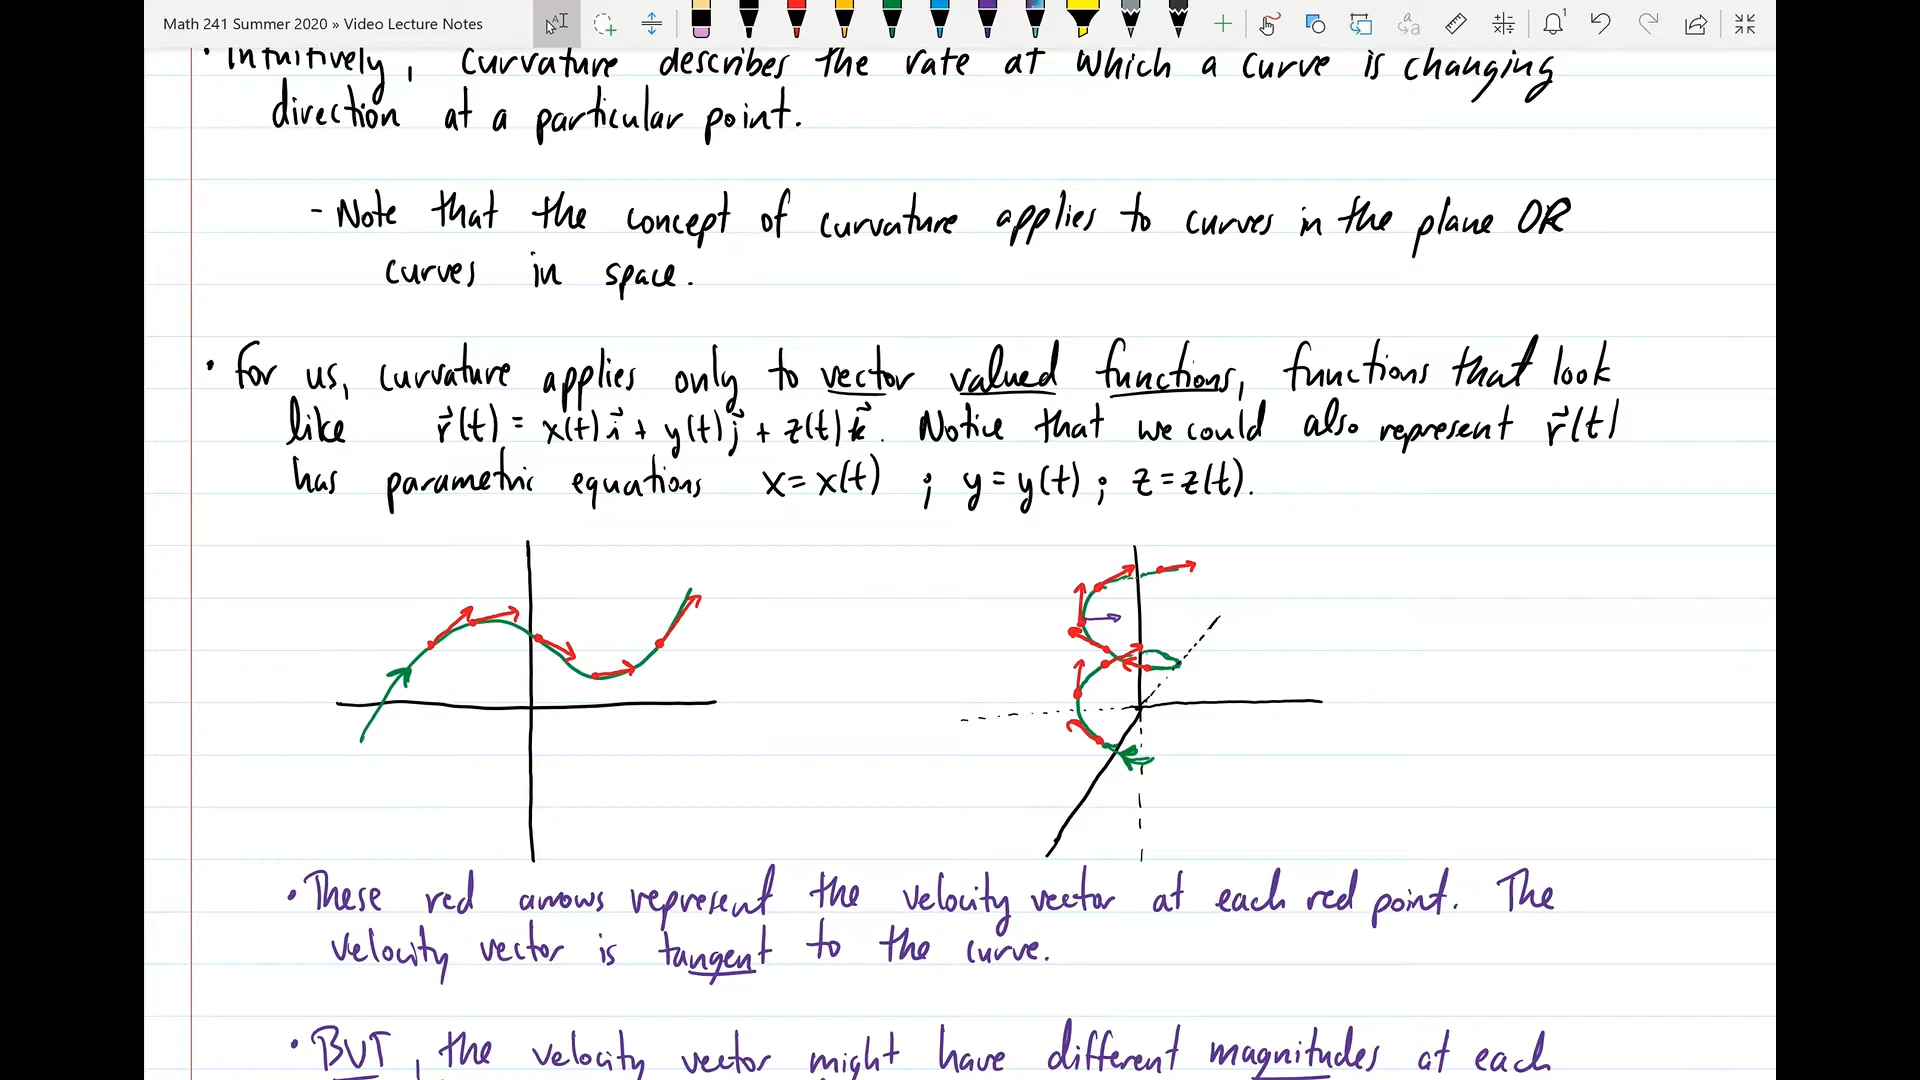 Math 241 Summer 2020 » Video Lecture Notes
• Intuitively, curvature describes the rate at which a curve is changing
direction at a particular point.
- Note that the concept of curvature applies to curves in the plane OR
curves in space.
• For us, curvature applies only to vector valued functions, functions that look
like r⃗(t) = x(t)i⃗ + y(t)j⃗ + z(t)k⃗. Notice that we could also represent r⃗(t)
has parametric equations x=x(t) ; y=y(t) ; z=z(t).
• These red arrows represent the velocity vector at each red point. The
velocity vector is tangent to the curve.
• BUT, the velocity vector might have different magnitudes at each